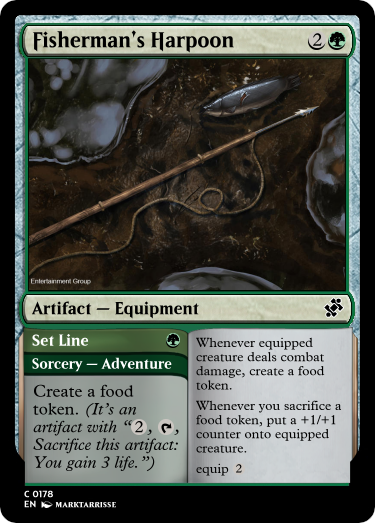 Fisherman's Harpoon 2
Entertainment Group
Artifact — Equipment
Set Line
Sorcery — Adventure
Create a food
token. (It's an
artifact with "2, ,
Sacrifice this artifact:
You gain 3 life.")
Whenever equipped
creature deals combat
damage, create a food
token.
Whenever you sacrifice a
food token, put a +1/+1
counter onto equipped
creature.
equip 2
C 0178
EN MARKTARRISSE